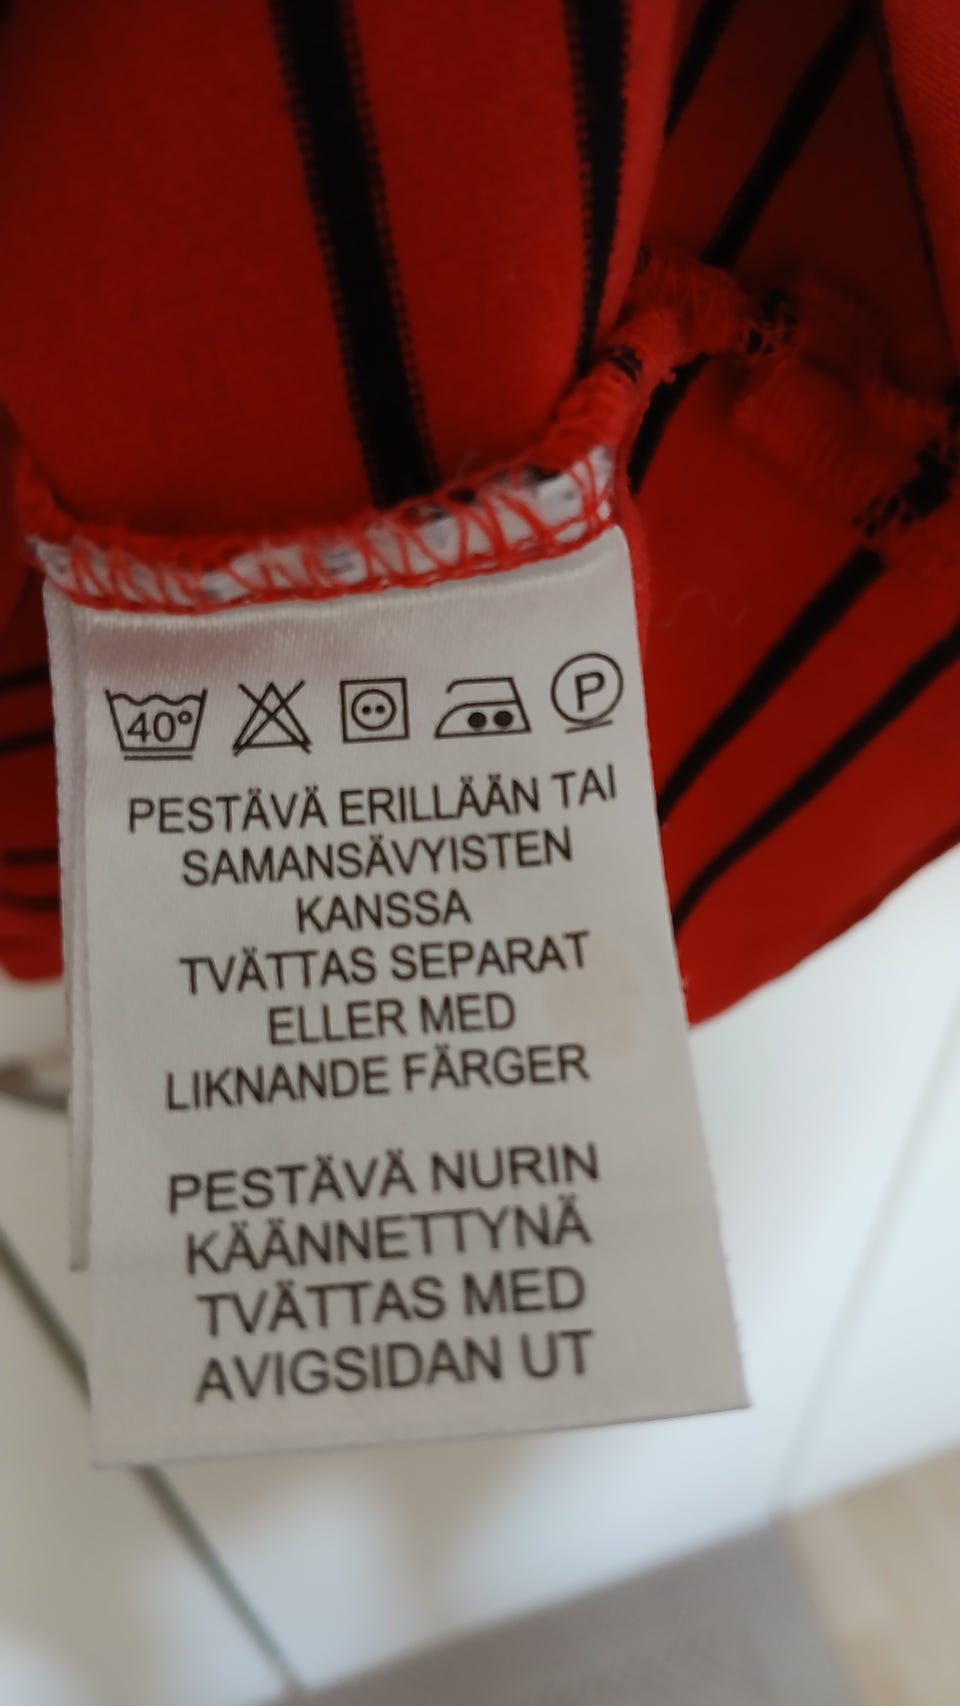 40°
P
PESTÄVÄ ERILLÄÄN TAI
SAMANSÄVYISTEN
KANSSA
TVÄTTAS SEPARAT
ELLER MED
LIKNANDE FÄRGER
PESTÄVÄ NURIN
KÄÄNNETTYNÄ
TVÄTTAS MED
AVIGSIDAN UT